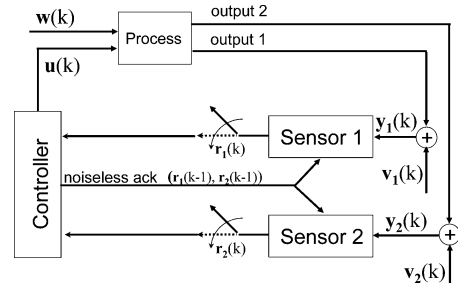 w(k)
output 2
Process
output 1
u(k)
Controller
r₁(k)
Sensor 1
y₁(k)
+
v₁(k)
noiseless ack (r₁(k-1), r₂(k-1))
r₂(k)
Sensor 2
y₂(k)
+
v₂(k)